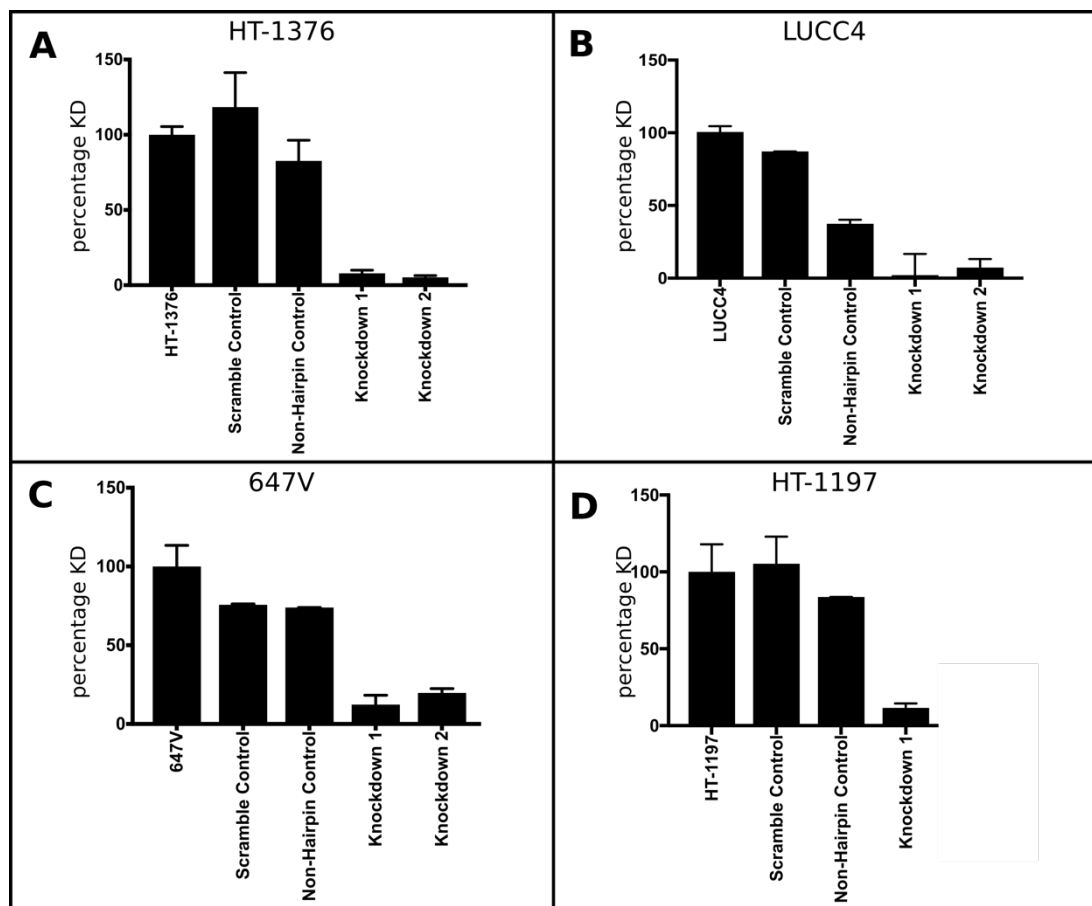 A
HT-1376
percentage KD
150
100
50
0
HT-1376
Scramble Control
Non-Hairpin Control
Knockdown 1
Knockdown 2
B
LUCC4
percentage KD
150
100
50
0
LUCC4
Scramble Control
Non-Hairpin Control
Knockdown 1
Knockdown 2
C
647V
percentage KD
150
100
50
0
647V
Scramble Control
Non-Hairpin Control
Knockdown 1
Knockdown 2
D
HT-1197
percentage KD
150
100
50
0
HT-1197
Scramble Control
Non-Hairpin Control
Knockdown 1